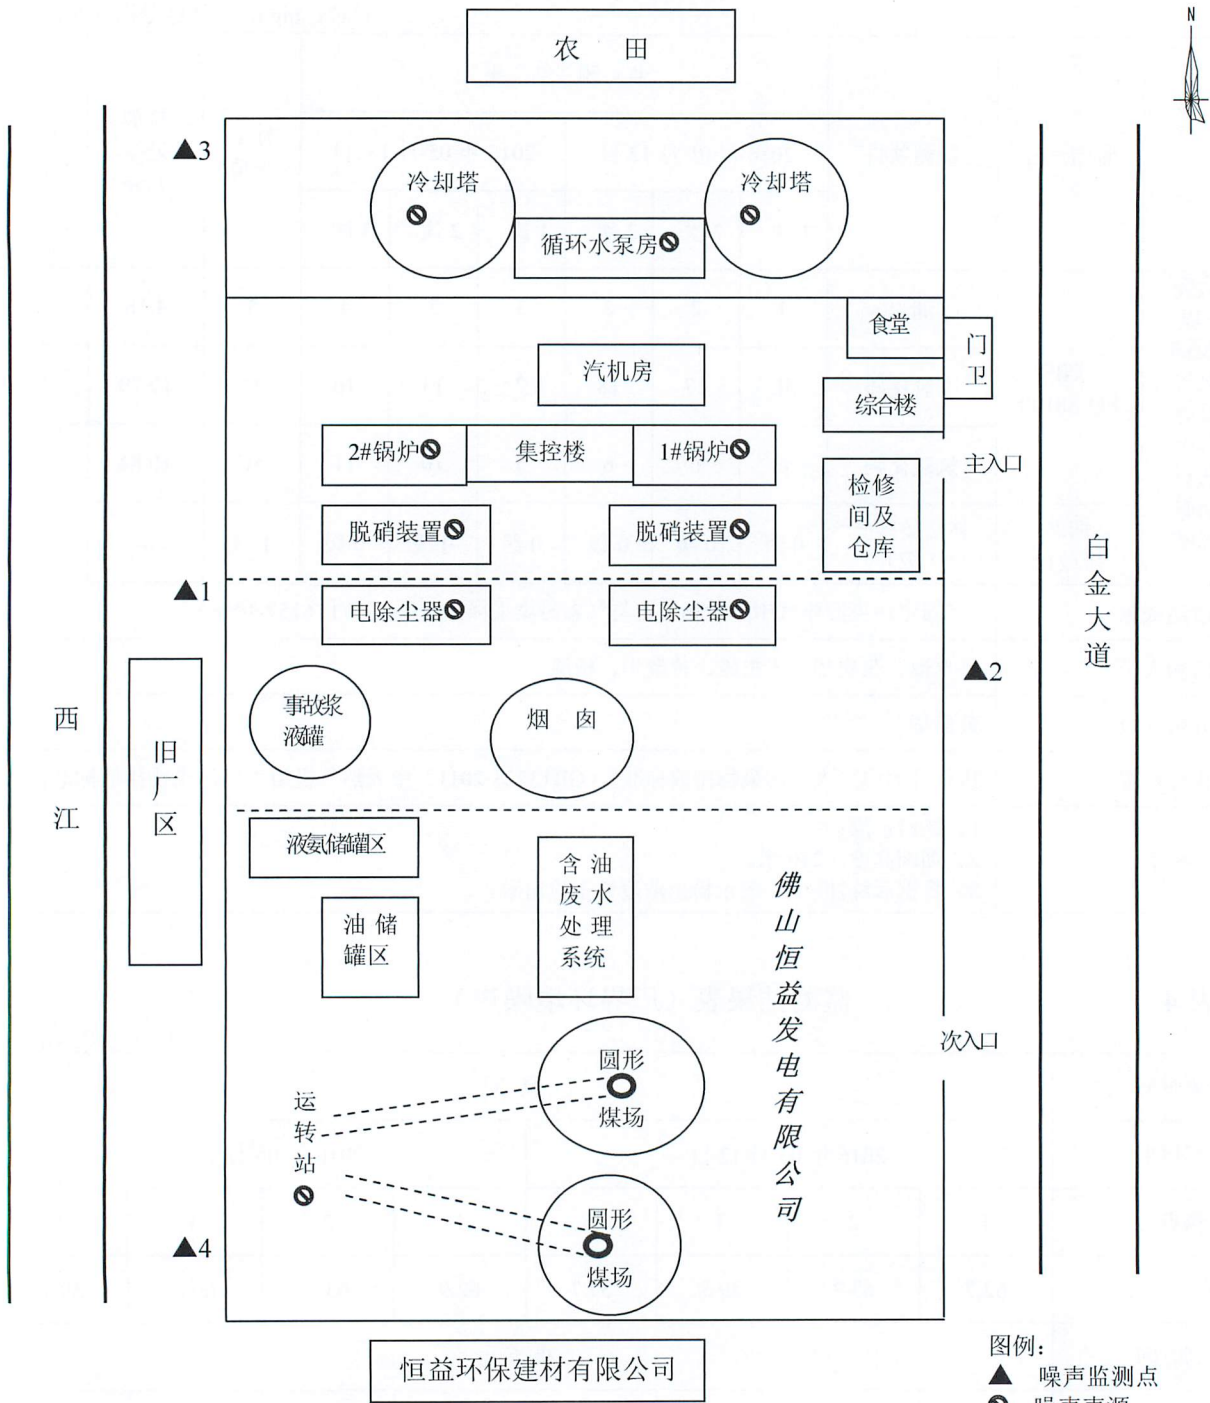 N
农 田
▲3
冷却塔
冷却塔
循环水泵房
食堂
门
卫
汽机房
综合楼
2#锅炉
集控楼
1#锅炉
主入口
检修
间及
仓库
脱硝装置
脱硝装置
▲1
电除尘器
电除尘器
白
金
大
道
▲2
事故浆
液罐
烟 囱
西
江
旧
厂
区
液氨储罐区
含 油
废 水
处 理
系统
油 储
罐区
佛
山
恒
益
发
电
有
限
公
司
次入口
圆形
煤场
运
转
站
圆形
煤场
▲4
恒益环保建材有限公司
图例:
▲ 噪声监测点
噪声声源